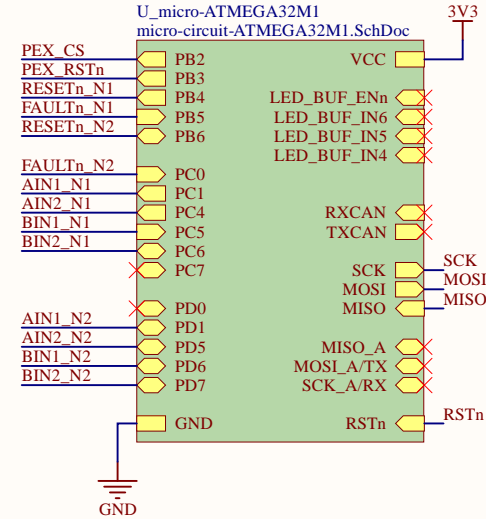 U_micro-ATMEGA32M1
micro-circuit-ATMEGA32M1.SchDoc
3V3
PEX_CS
PB2
VCC
PEX_RSTn
PB3
RESETn_N1
PB4
LED_BUF_ENn
FAULTn_N1
PB5
LED_BUF_IN6
RESETn_N2
PB6
LED_BUF_IN5
LED_BUF_IN4
FAULTn_N2
PC0
AIN1_N1
PC1
AIN2_N1
PC4
RXCAN
BIN1_N1
PC5
TXCAN
BIN2_N1
PC6
PC7
SCK
SCK
MOSI
MOSI
PD0
MISO
MISO
AIN1_N2
PD1
AIN2_N2
PD5
MISO_A
BIN1_N2
PD6
MOSI_A/TX
BIN2_N2
PD7
SCK_A/RX
GND
RSTn
RSTn
GND